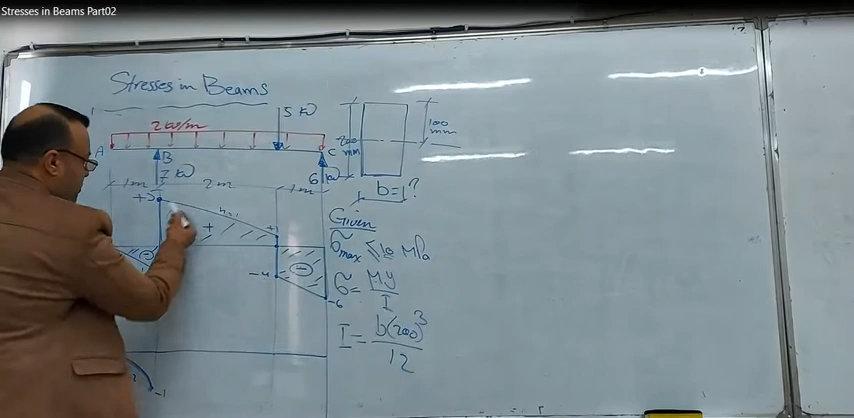 Stresses in Beams Part02
Stresses in Beams
5 kN
2 kN/m
A
B
C
7 kN
6 kN
1m
2m
1m
200
mm
100
mm
b=?
+5
+
+1
-4
-6
-1
Given
σmax ≤ 10 MPa
σ = My/I
I = b(200)³/12